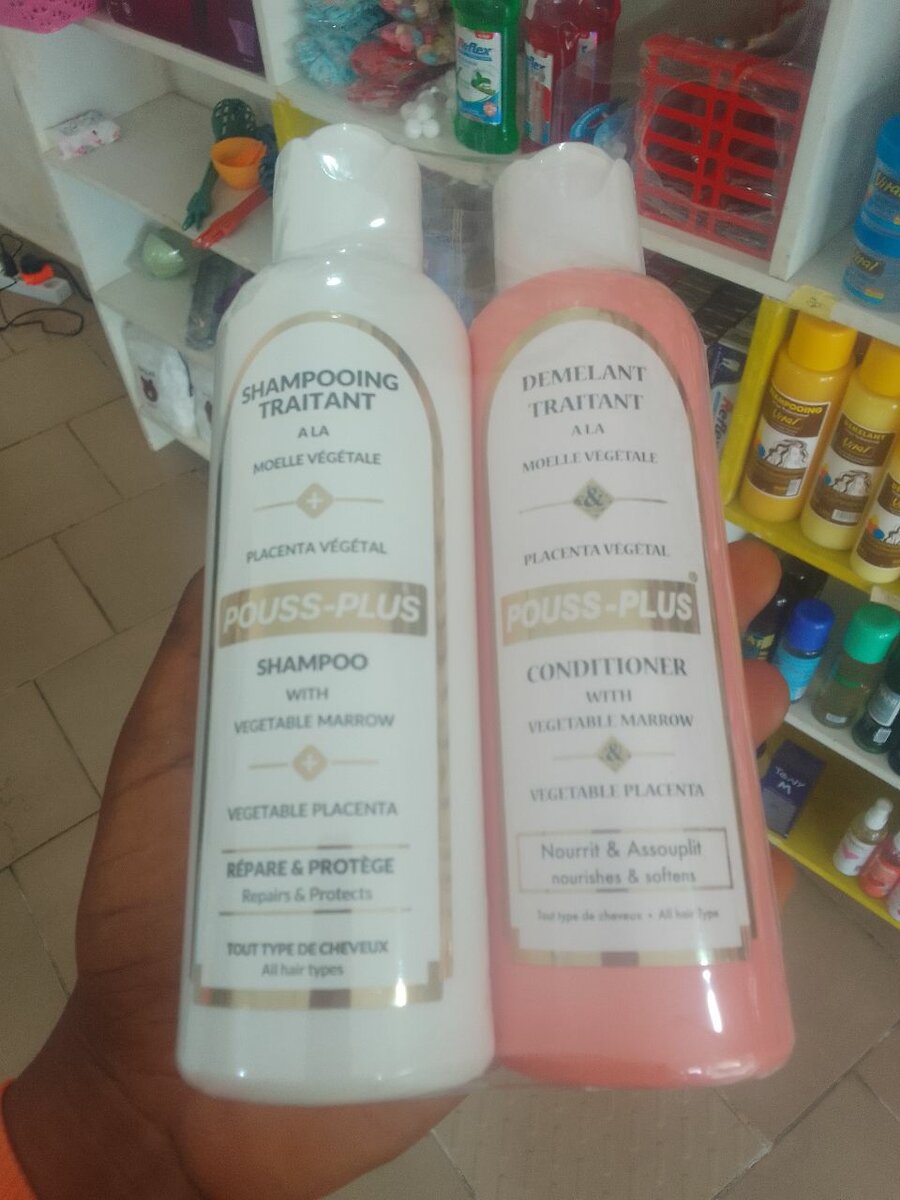 SHAMPOOING
TRAITANT
A LA
MOELLE VÉGÉTALE
PLACENTA VÉGÉTAL
POUSS-PLUS
SHAMPOO
WITH
VEGETABLE MARROW
VEGETABLE PLACENTA
RÉPARE & PROTÈGE
Repairs & Protects
TOUT TYPE DE CHEVEUX
All hair types
DEMELANT
TRAITANT
A LA
MOELLE VEGETALE
&
PLACENTA VEGETAL
POUSS-PLUS®
CONDITIONER
WITH
VEGETABLE MARROW
&
VEGETABLE PLACENTA
Nourrit & Assouplit
nourishes & softens
Tout type de cheveux • All hair Type
SHAMPOOING
Viral
DEMELANT
Viral